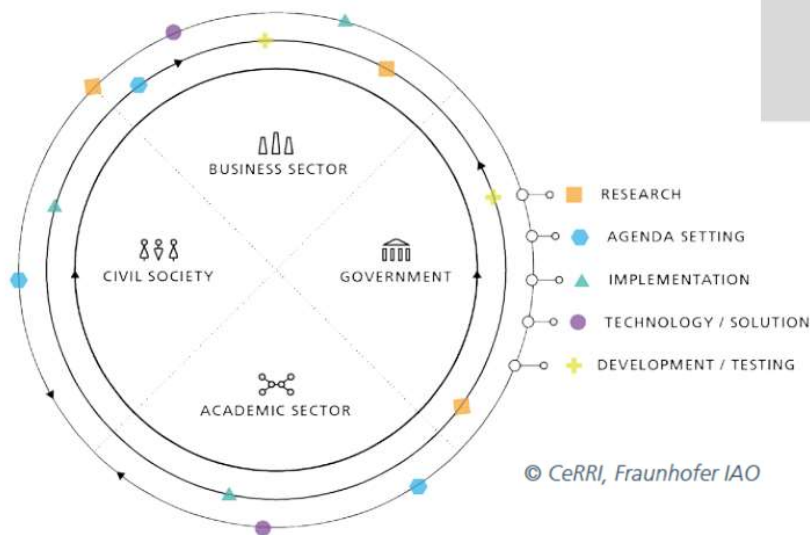 BUSINESS SECTOR
CIVIL SOCIETY
GOVERNMENT
ACADEMIC SECTOR
RESEARCH
AGENDA SETTING
IMPLEMENTATION
TECHNOLOGY / SOLUTION
DEVELOPMENT / TESTING
© CeRRI, Fraunhofer IAO